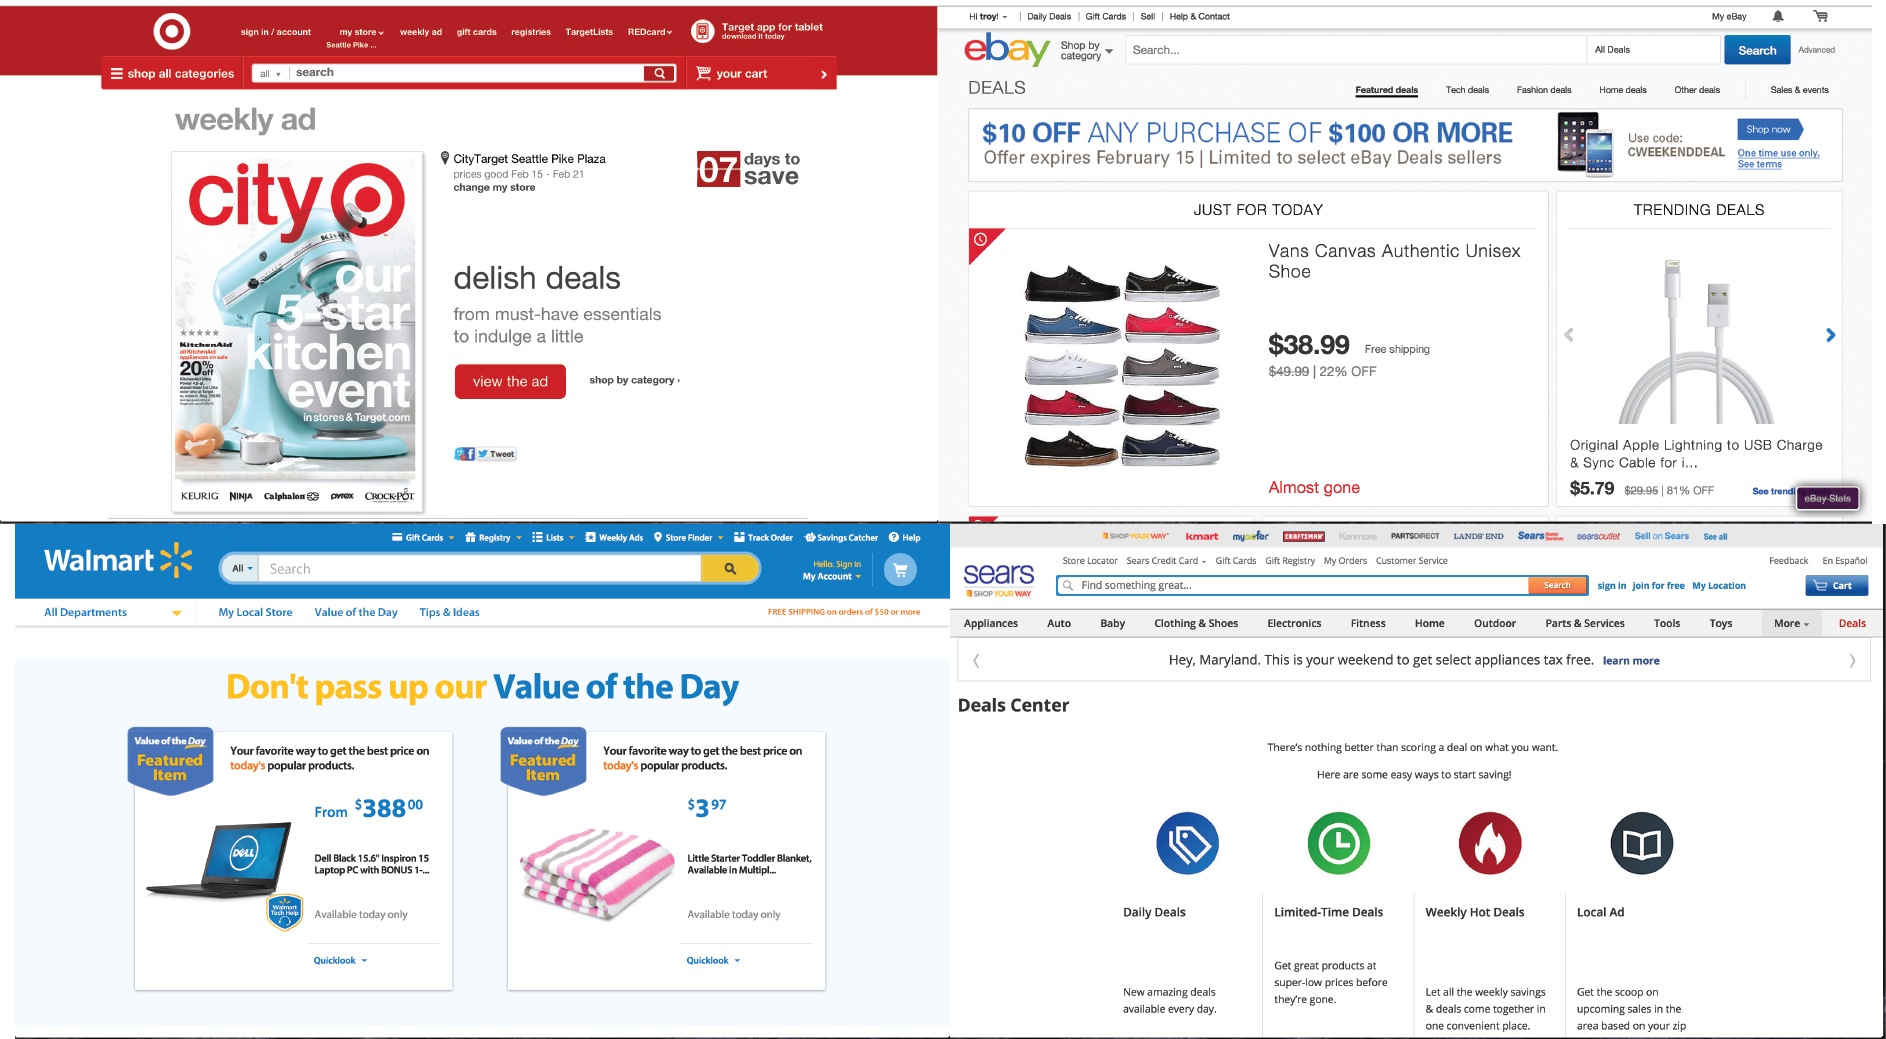 sign in / account
my store
Seattle Pike ...
weekly ad
gift cards
registries
TargetLists
REDcard
Target app for tablet
download it today
shop all categories
all
search
your cart
weekly ad
city
our
5-star
kitchen
event
in stores & Target.com
KitchenAid
all KitchenAid
appliances on sale
20%
off
KEURIG NINJA Calphalon pyrex CROCK-POT
CityTarget Seattle Pike Plaza
prices good Feb 15 - Feb 21
change my store
07 days to
save
delish deals
from must-have essentials
to indulge a little
view the ad
shop by category ›
Tweet
Hi troy! | Daily Deals | Gift Cards | Sell | Help & Contact
My eBay
ebay
Shop by
category
Search...
All Deals
Search
Advanced
DEALS
Featured deals
Tech deals
Fashion deals
Home deals
Other deals
Sales & events
$10 OFF ANY PURCHASE OF $100 OR MORE
Offer expires February 15 | Limited to select eBay Deals sellers
Use code:
CWEEKENDDEAL
Shop now
One time use only.
See terms
JUST FOR TODAY
Vans Canvas Authentic Unisex
Shoe
$38.99 Free shipping
$49.99 | 22% OFF
Almost gone
TRENDING DEALS
Original Apple Lightning to USB Charge
& Sync Cable for i...
$5.79 $29.95 | 81% OFF
See trendi
eBay Stats
Walmart
Gift Cards
Registry
Lists
Weekly Ads
Store Finder
Track Order
Savings Catcher
Help
All
Search
Hello. Sign In
My Account
All Departments
My Local Store
Value of the Day
Tips & Ideas
FREE SHIPPING on orders of $50 or more
Don't pass up our Value of the Day
Value of the Day
Featured
Item
Your favorite way to get the best price on
today's popular products.
From $388 00
DELL
Dell Black 15.6" Inspiron 15
Laptop PC with BONUS 1-...
Walmart
Tech Help
Available today only
Quicklook
Value of the Day
Featured
Item
Your favorite way to get the best price on
today's popular products.
$3 97
Little Starter Toddler Blanket,
Available in Multipl...
Available today only
Quicklook
SHOP YOUR WAY
kmart
mygofer
CRAFTSMAN
Kenmore
PARTSDIRECT
LANDS' END
Sears Home Services
searsoutlet
Sell on Sears
See all
sears
SHOP YOUR WAY
Store Locator
Sears Credit Card
Gift Cards
Gift Registry
My Orders
Customer Service
Feedback
En Español
Find something great...
Search
sign in
join for free
My Location
Cart
Appliances
Auto
Baby
Clothing & Shoes
Electronics
Fitness
Home
Outdoor
Parts & Services
Tools
Toys
More
Deals
Hey, Maryland. This is your weekend to get select appliances tax free. learn more
Deals Center
There's nothing better than scoring a deal on what you want.
Here are some easy ways to start saving!
Daily Deals
New amazing deals
available every day.
Limited-Time Deals
Get great products at
super-low prices before
they're gone.
Weekly Hot Deals
Let all the weekly savings
& deals come together in
one convenient place.
Local Ad
Get the scoop on
upcoming sales in the
area based on your zip